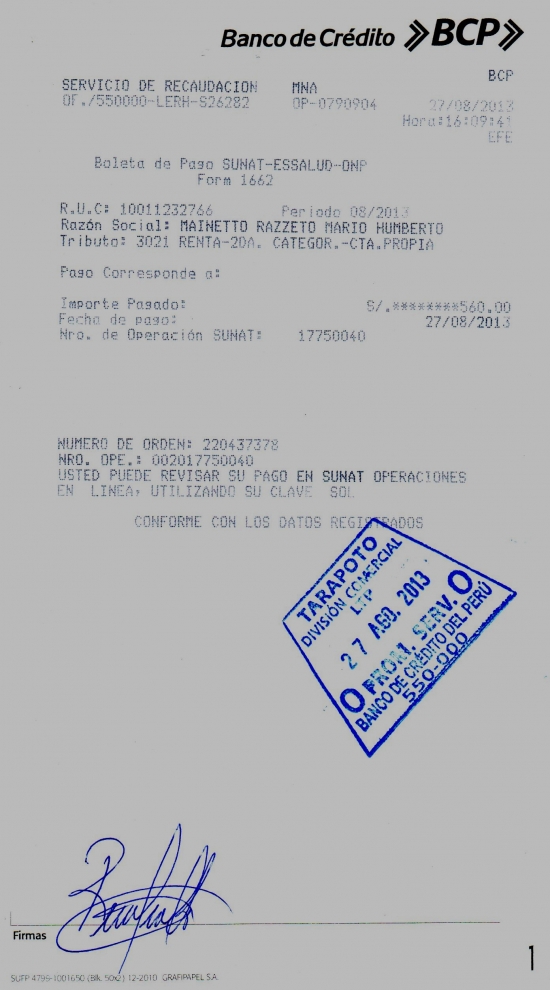 Banco de Crédito BCP
BCP
SERVICIO DE RECAUDACION MNA
OF./550000-LERH-S26282 OP-0790904 27/08/2013
Hora:16:09:41
EFE
Boleta de Pago SUNAT-ESSALUD-ONP
Form 1662
R.U.C: 10011232766 Periodo 08/2013
Razón Social: MAINETTO RAZZETO MARIO HUMBERTO
Tributo: 3021 RENTA-2DA. CATEGOR.-CTA.PROPIA
Pago Corresponde a:
Importe Pagado: S/.********560.00
Fecha de pago: 27/08/2013
Nro. de Operación SUNAT: 17750040
NUMERO DE ORDEN: 220437378
NRO. OPE.: 002017750040
USTED PUEDE REVISAR SU PAGO EN SUNAT OPERACIONES
EN LINEA, UTILIZANDO SU CLAVE SOL
CONFORME CON LOS DATOS REGISTRADOS
TARAPOTO
DIVISIÓN COMERCIAL
27 AGO. 2013
O PROM. SERV. O
BANCO DE CRÉDITO DEL PERÚ
550-000
Firmas
1
SUFP 4799-1001650 (Blk. 50x2) 12-2010 GRAFIPAPEL S.A.